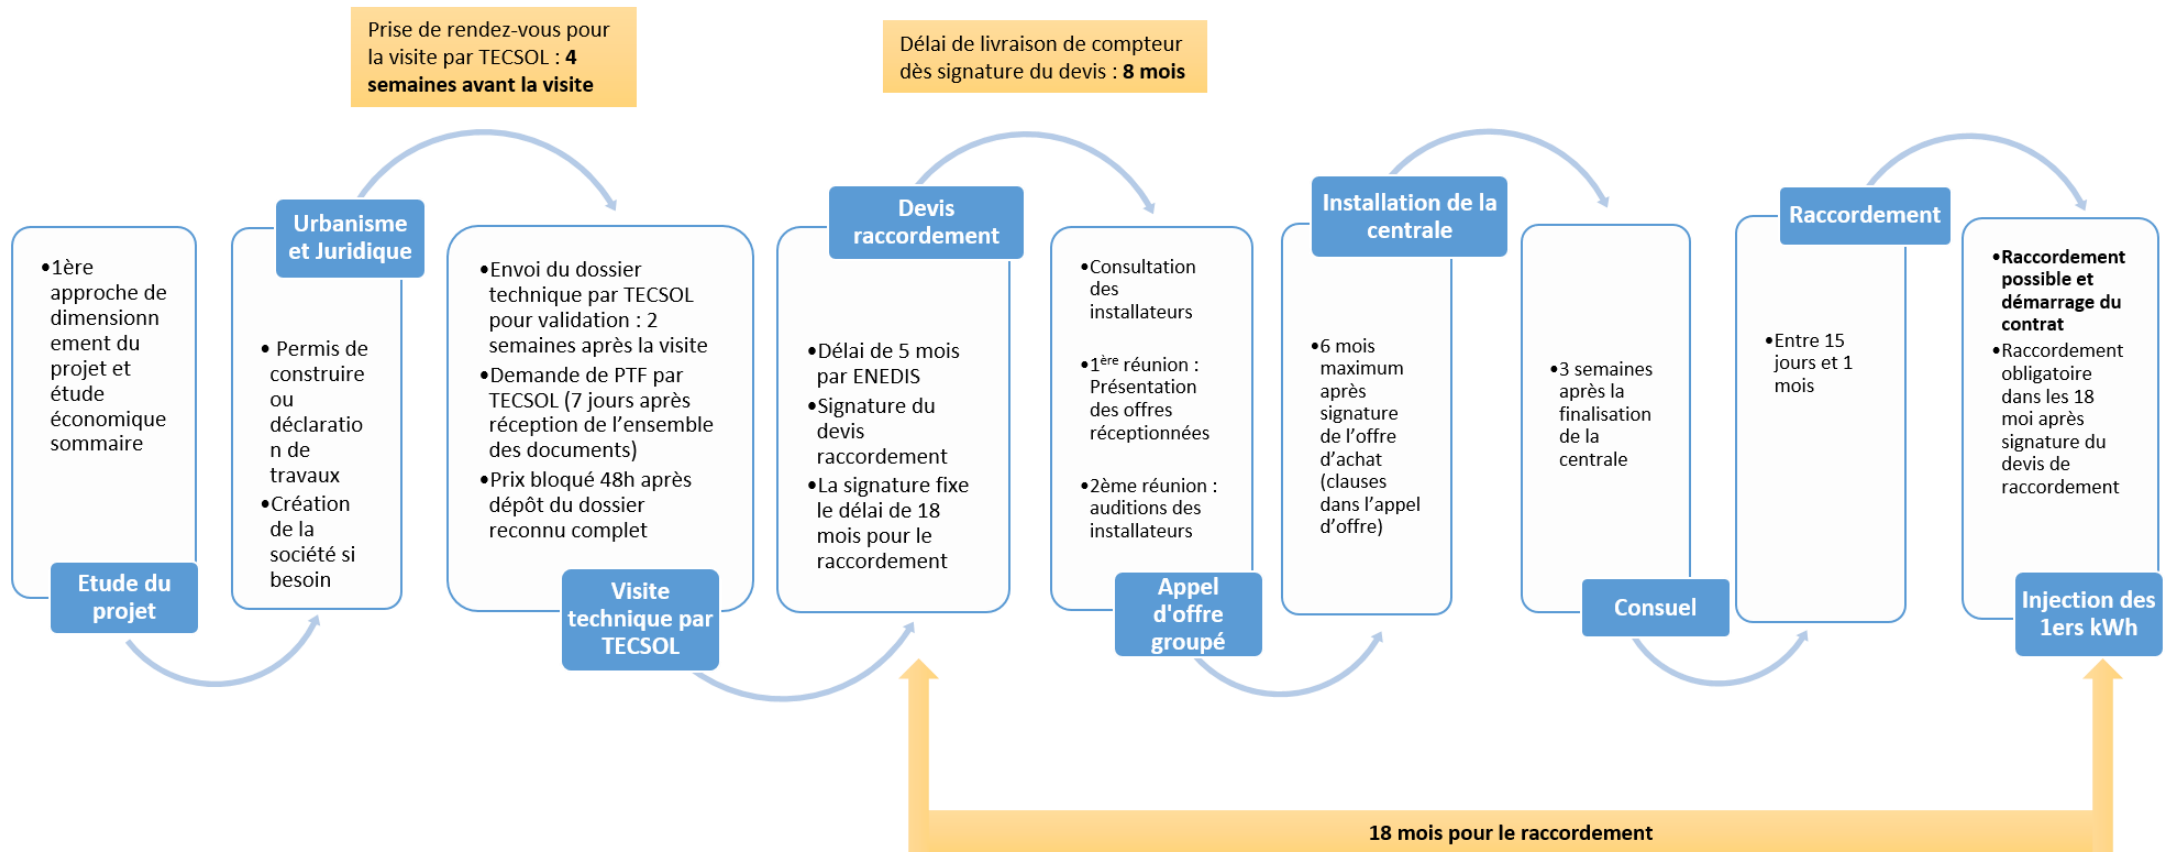 Prise de rendez-vous pour
la visite par TECSOL : 4
semaines avant la visite
Délai de livraison de compteur
dès signature du devis : 8 mois
•1ère
approche de
dimensionn
ement du
projet et
étude
économique
sommaire
Etude du
projet
Urbanisme
et Juridique
• Permis de
construire
ou
déclaratio
n de
travaux
•Création
de la
société si
besoin
•Envoi du dossier
technique par TECSOL
pour validation : 2
semaines après la visite
•Demande de PTF par
TECSOL (7 jours après
réception de l’ensemble
des documents)
•Prix bloqué 48h après
dépôt du dossier
reconnu complet
Visite
technique par
TECSOL
Devis
raccordement
•Délai de 5 mois
par ENEDIS
•Signature du
devis
raccordement
•La signature fixe
le délai de 18
mois pour le
raccordement
•Consultation
des
installateurs
•1ère réunion :
Présentation
des offres
réceptionnées
•2ème réunion :
auditions des
installateurs
Appel
d'offre
groupé
Installation de la
centrale
•6 mois
maximum
après
signature
de l’offre
d’achat
(clauses
dans l’appel
d’offre)
•3 semaines
après la
finalisation
de la
centrale
Consuel
Raccordement
•Entre 15
jours et 1
mois
•Raccordement
possible et
démarrage du
contrat
•Raccordement
obligatoire
dans les 18
moi après
signature du
devis de
raccordement
Injection des
1ers kWh
18 mois pour le raccordement